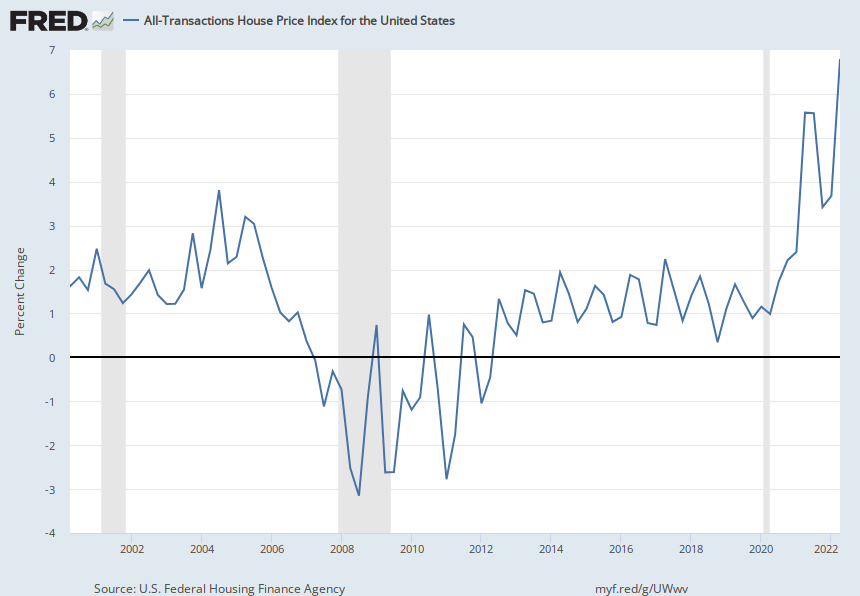 FRED
All-Transactions House Price Index for the United States
7
6
5
4
3
2
1
0
-1
-2
-3
-4
Percent Change
2002 2004 2006 2008 2010 2012 2014 2016 2018 2020 2022
Source: U.S. Federal Housing Finance Agency
myf.red/g/UWwv